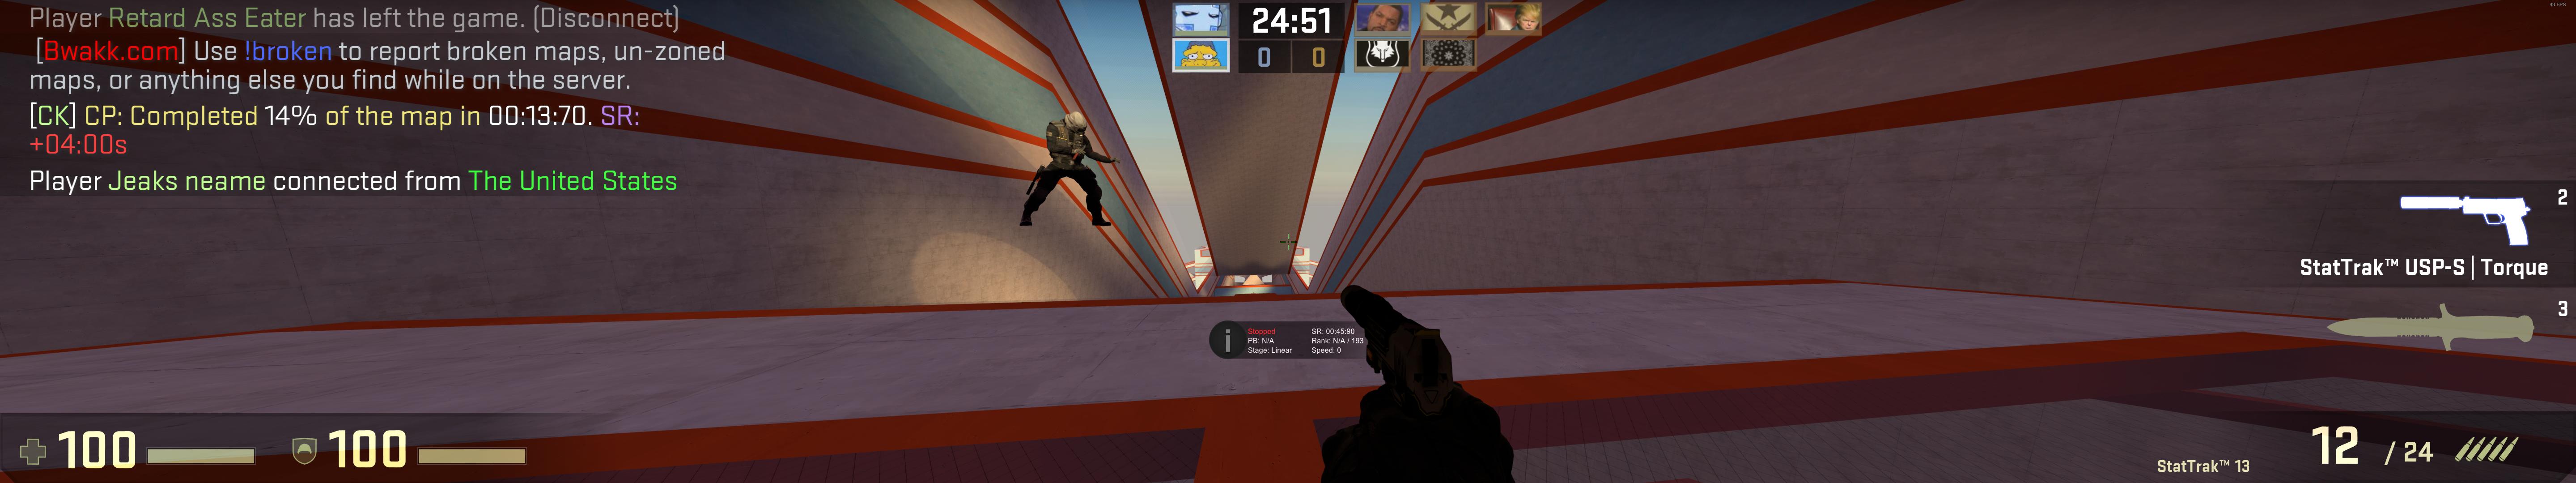 Player Retard Ass Eater has left the game. (Disconnect)
[Bwakk.com] Use !broken to report broken maps, un-zoned
maps, or anything else you find while on the server.
[CK] CP: Completed 14% of the map in 00:13:70. SR:
+04:00s
Player Jeaks neame connected from The United States
24:51
0 0
43 FPS
2
StatTrak™ USP-S | Torque
3
Stopped SR: 00:45:90
PB: N/A Rank: N/A / 193
Stage: Linear Speed: 0
100 100
StatTrak™ 13
12 / 24